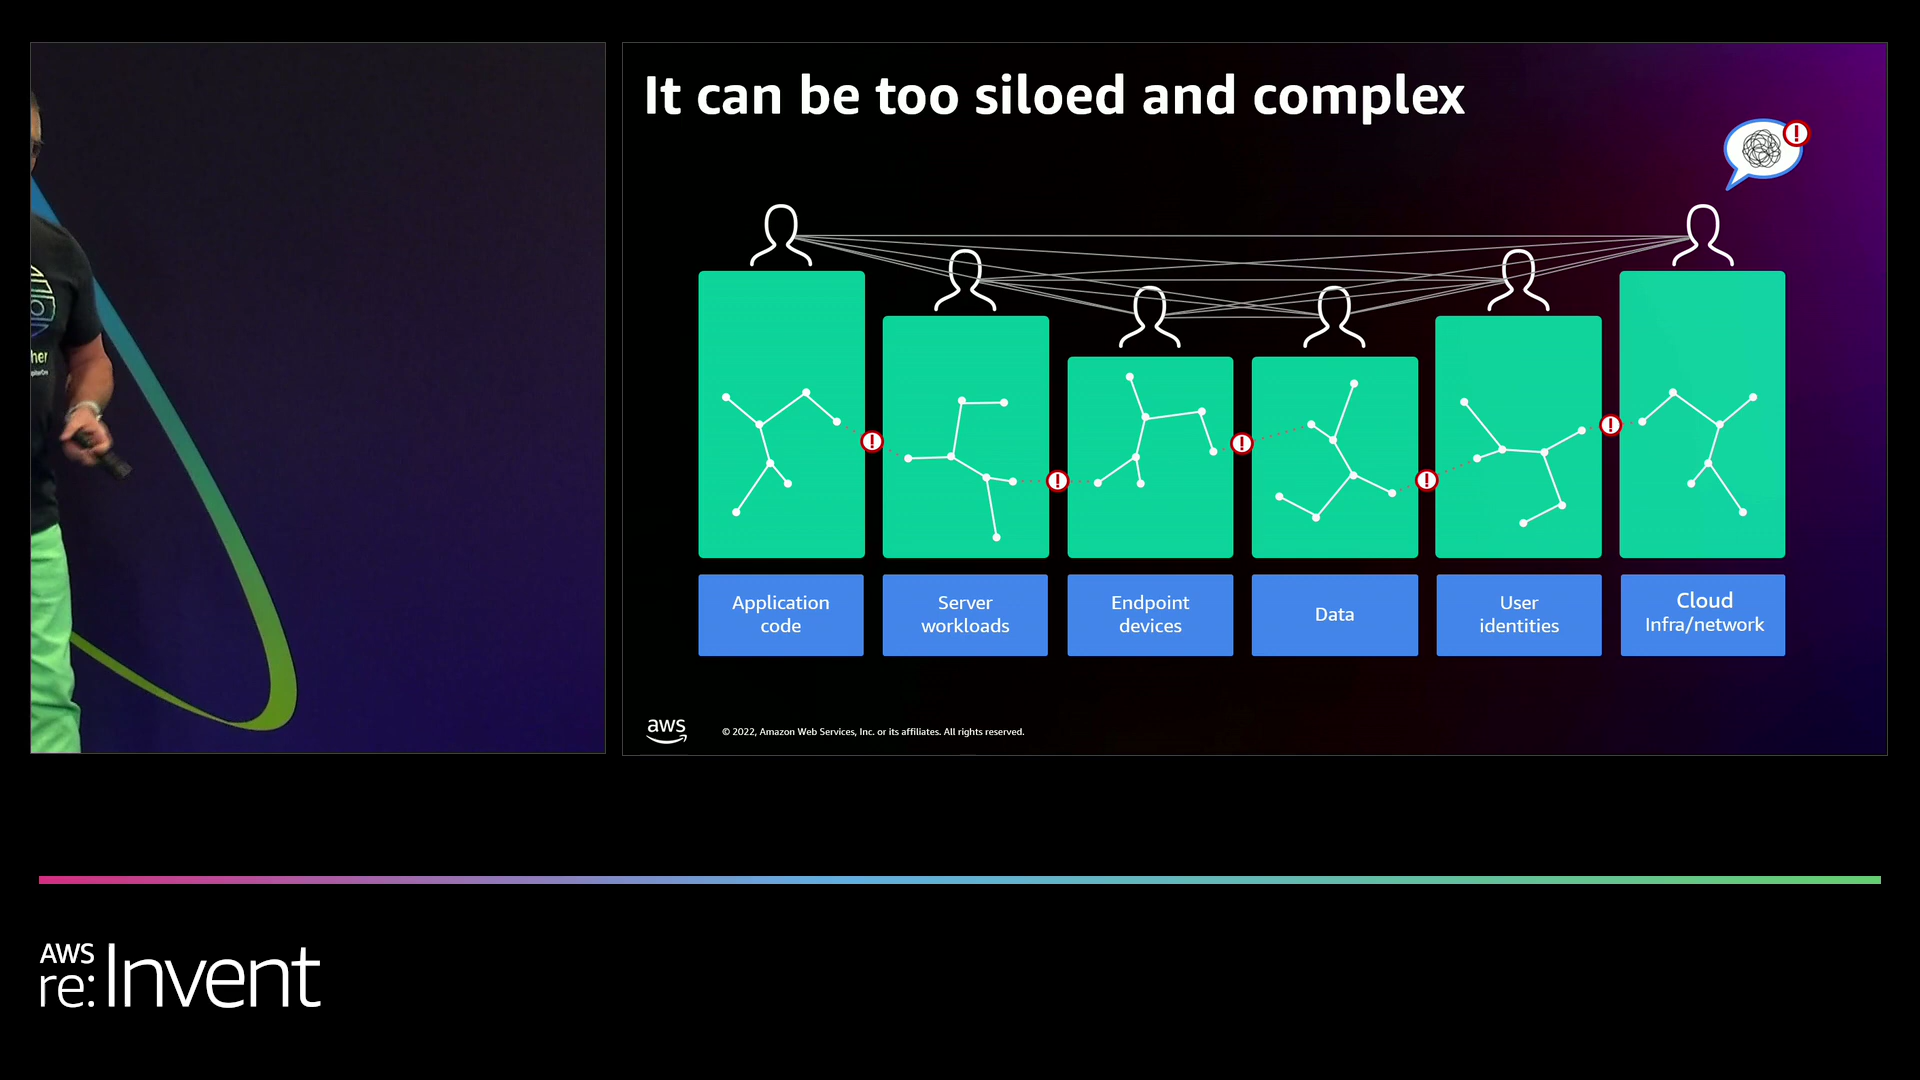 It can be too siloed and complex
!
!
!
!
!
!
Application
code
Server
workloads
Endpoint
devices
Data
User
identities
Cloud
Infra/network
aws
© 2022, Amazon Web Services, Inc. or its affiliates. All rights reserved.
her
AWS
re:Invent